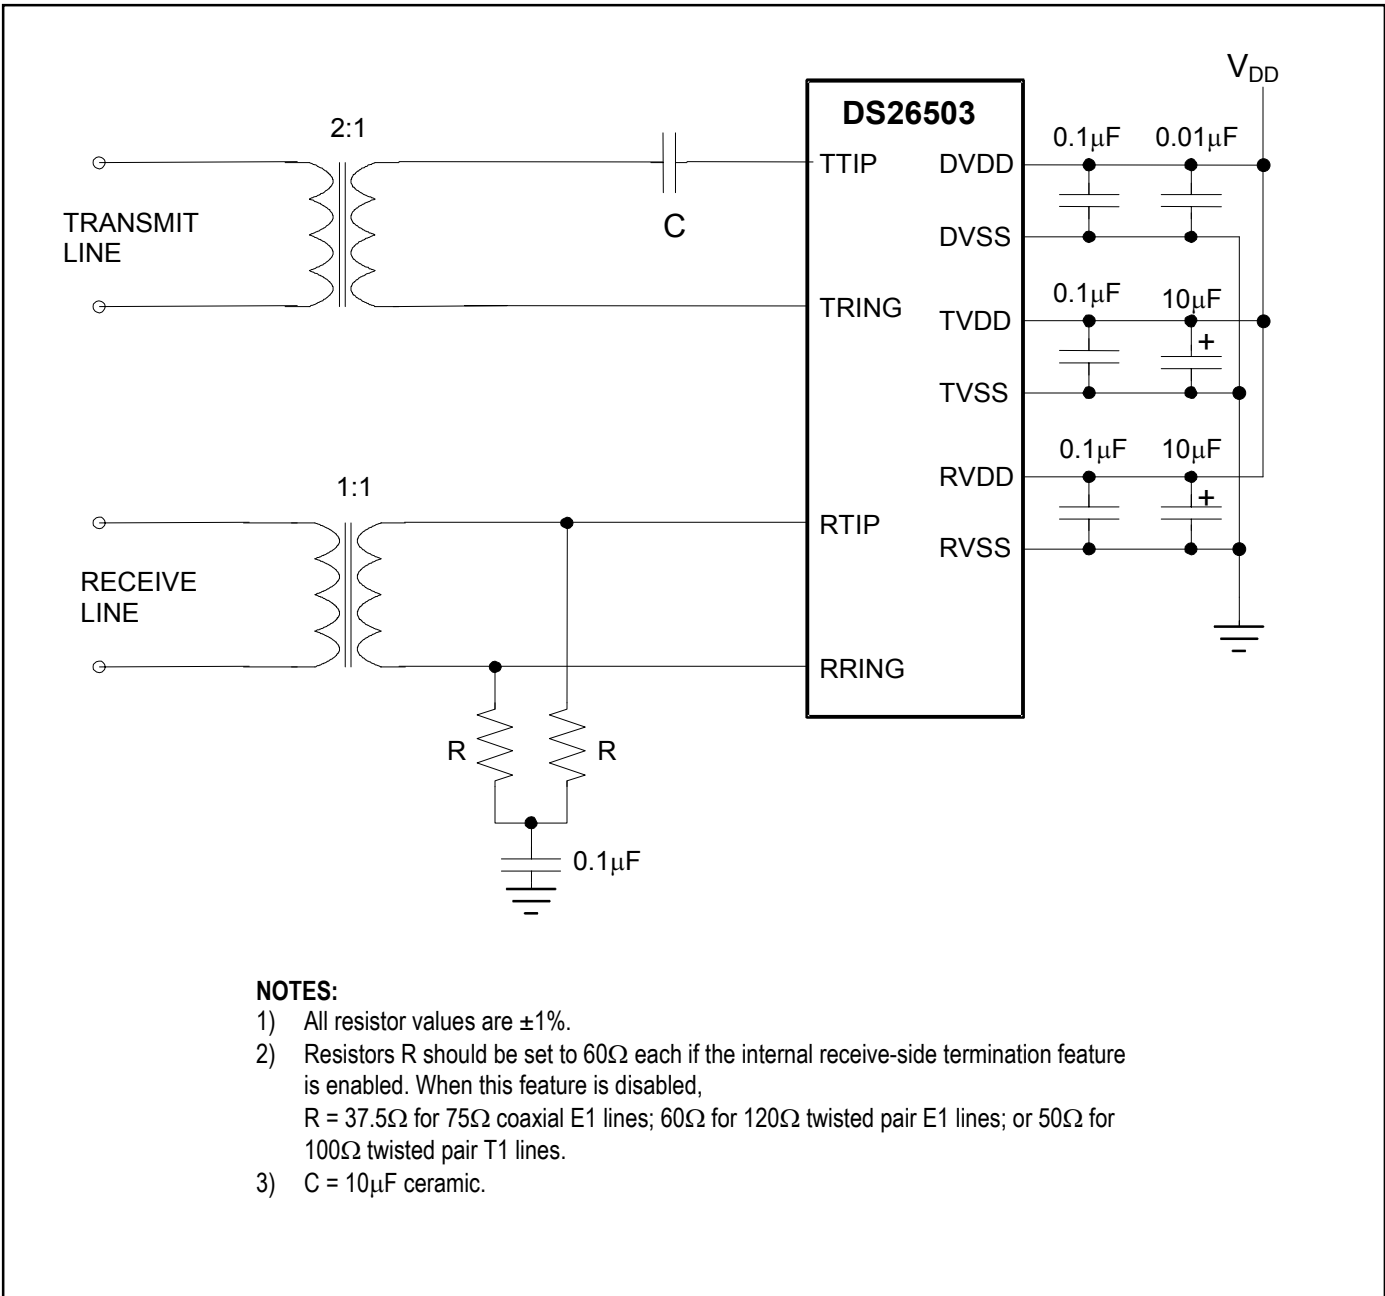 V_DD
DS26503
2:1
0.1µF 0.01µF
TTIP DVDD
TRANSMIT
LINE
C
DVSS
0.1µF 10µF
TRING TVDD
+
TVSS
0.1µF 10µF
1:1
RVDD
+
RTIP
RVSS
RECEIVE
LINE
RRING
R R
0.1µF
NOTES:
1) All resistor values are ±1%.
2) Resistors R should be set to 60Ω each if the internal receive-side termination feature
is enabled. When this feature is disabled,
R = 37.5Ω for 75Ω coaxial E1 lines; 60Ω for 120Ω twisted pair E1 lines; or 50Ω for
100Ω twisted pair T1 lines.
3) C = 10µF ceramic.